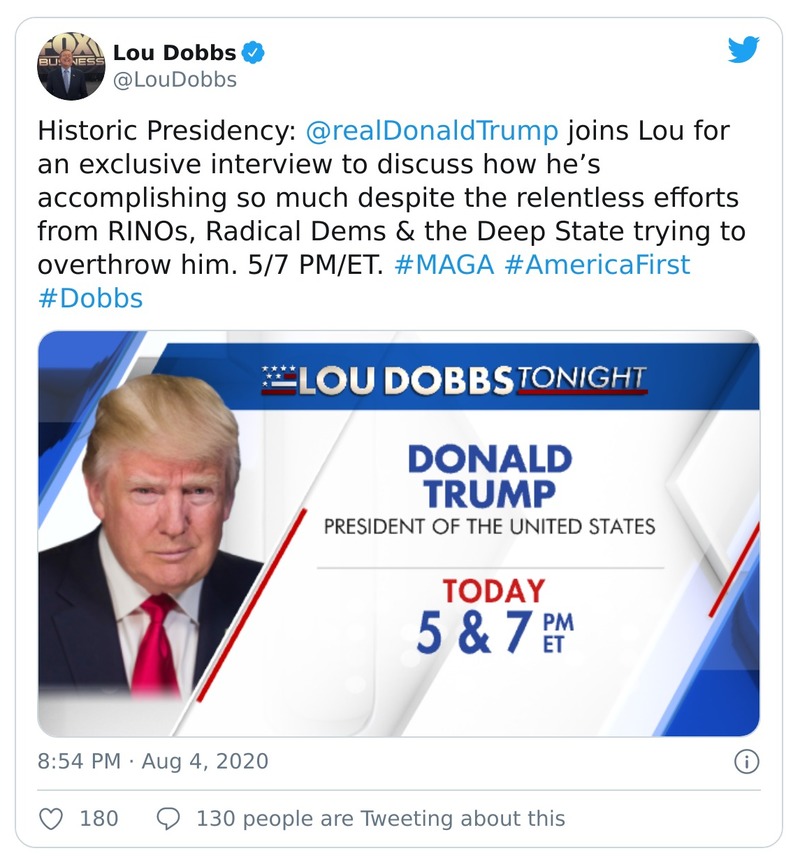 FOX
BUSINESS
Lou Dobbs
@LouDobbs
Historic Presidency: @realDonaldTrump joins Lou for
an exclusive interview to discuss how he’s
accomplishing so much despite the relentless efforts
from RINOs, Radical Dems & the Deep State trying to
overthrow him. 5/7 PM/ET. #MAGA #AmericaFirst
#Dobbs
LOU DOBBS TONIGHT
DONALD
TRUMP
PRESIDENT OF THE UNITED STATES
TODAY
5 & 7 PM ET
8:54 PM · Aug 4, 2020
180 130 people are Tweeting about this